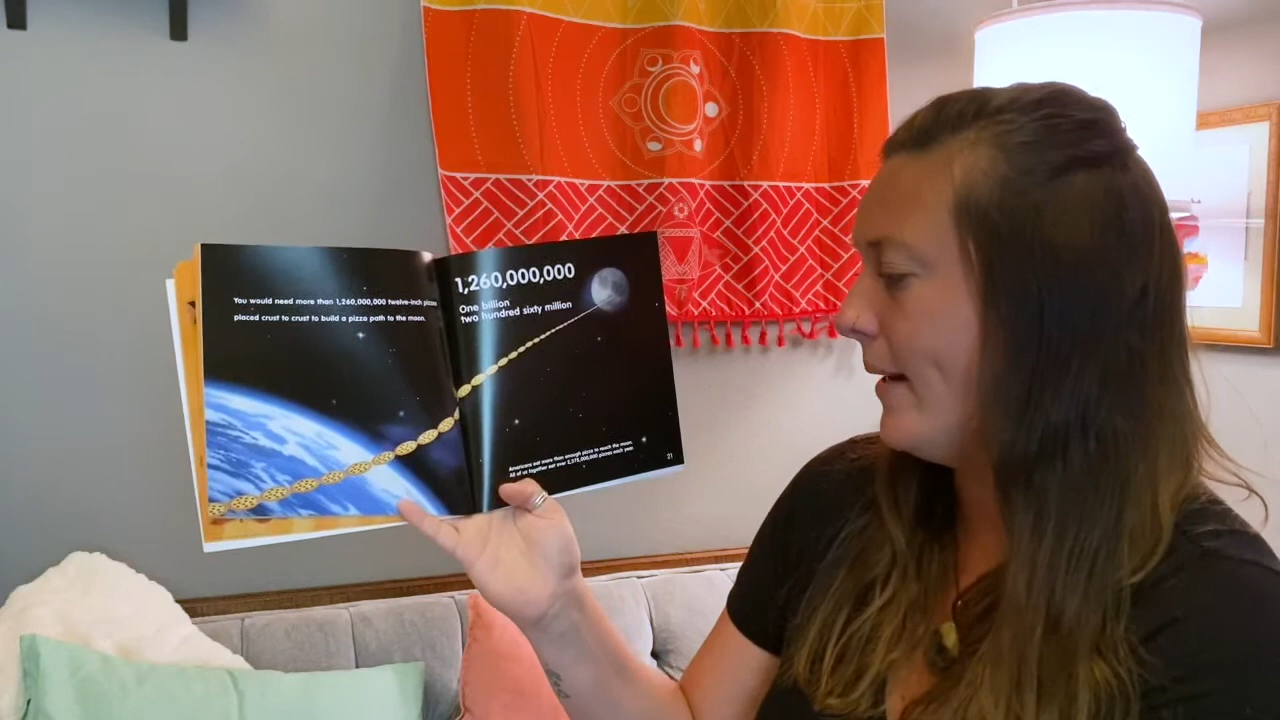 You would need more than 1,260,000,000 twelve-inch pizzas
placed crust to crust to build a pizza path to the moon.
1,260,000,000
One billion
two hundred sixty million
Americans eat more than enough pizza to reach the moon.
All of us together eat over 2,375,000,000 pizzas each year.
21